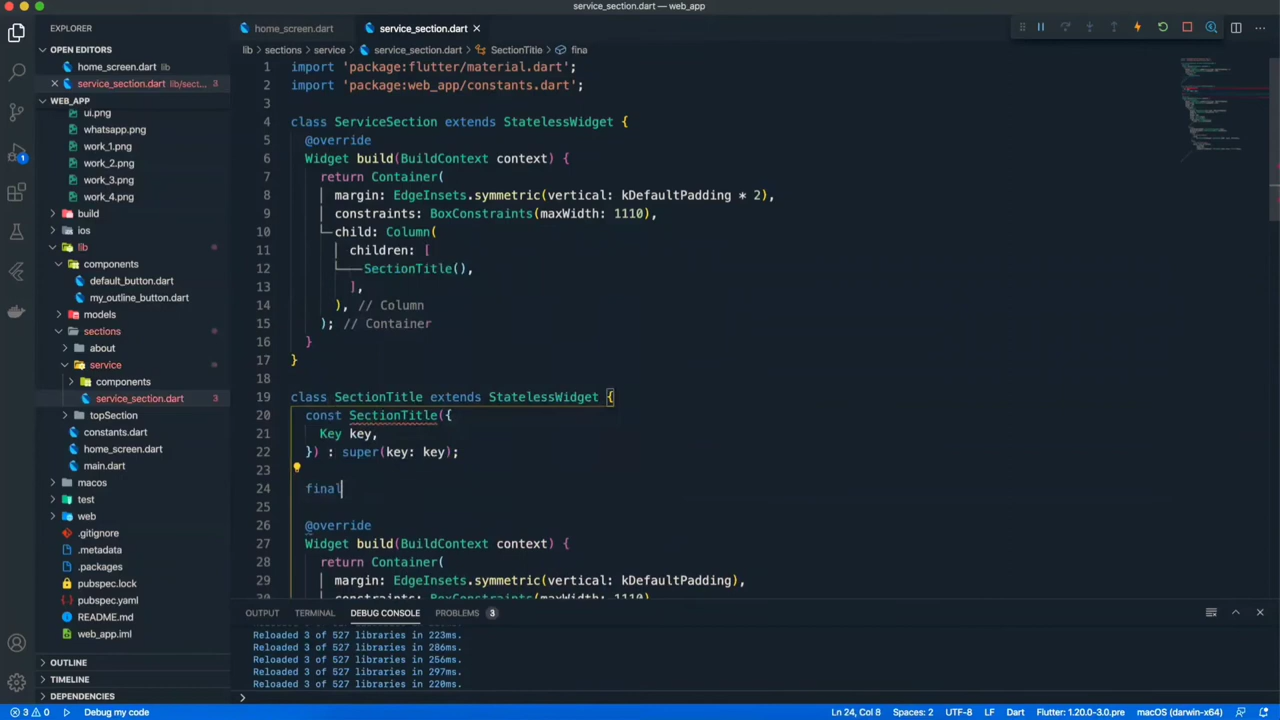 service_section.dart — web_app
EXPLORER
home_screen.dart
service_section.dart
OPEN EDITORS
home_screen.dart lib
service_section.dart lib/sect... 3
WEB_APP
ui.png
whatsapp.png
work_1.png
work_2.png
work_3.png
work_4.png
build
ios
lib
components
default_button.dart
my_outline_button.dart
models
sections
about
service
components
service_section.dart 3
topSection
constants.dart
home_screen.dart
main.dart
macos
test
web
.gitignore
.metadata
.packages
pubspec.lock
pubspec.yaml
README.md
web_app.iml
OUTLINE
TIMELINE
DEPENDENCIES
1
lib > sections > service > service_section.dart > SectionTitle > fina
1 import 'package:flutter/material.dart';
2 import 'package:web_app/constants.dart';
3
4 class ServiceSection extends StatelessWidget {
5 @override
6 Widget build(BuildContext context) {
7 return Container(
8 margin: EdgeInsets.symmetric(vertical: kDefaultPadding * 2),
9 constraints: BoxConstraints(maxWidth: 1110),
10 child: Column(
11 children: [
12 SectionTitle(),
13 ],
14 ), // Column
15 ); // Container
16 }
17 }
18
19 class SectionTitle extends StatelessWidget {
20 const SectionTitle({
21 Key key,
22 }) : super(key: key);
23
24 final
25
26 @override
27 Widget build(BuildContext context) {
28 return Container(
29 margin: EdgeInsets.symmetric(vertical: kDefaultPadding),
constraints: BoxConstraints(maxWidth: 1110)
OUTPUT TERMINAL DEBUG CONSOLE PROBLEMS 3
Reloaded 3 of 527 libraries in 223ms.
Reloaded 3 of 527 libraries in 286ms.
Reloaded 3 of 527 libraries in 256ms.
Reloaded 3 of 527 libraries in 297ms.
Reloaded 3 of 527 libraries in 220ms.
3 0 Debug my code
Ln 24, Col 8 Spaces: 2 UTF-8 LF Dart Flutter: 1.20.0-3.0.pre macOS (darwin-x64)